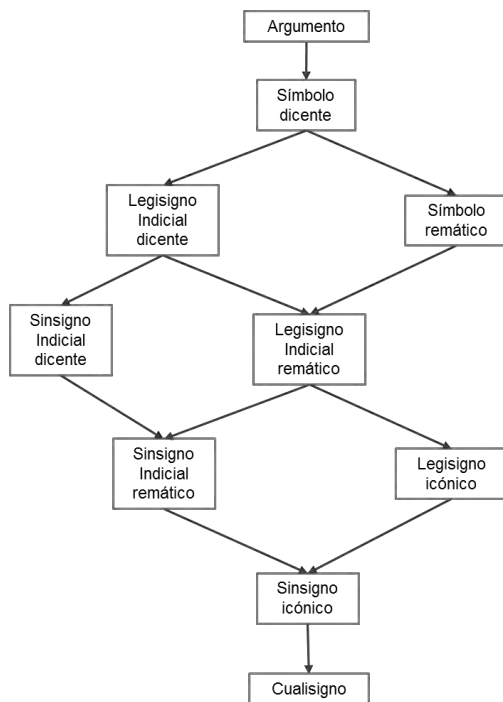 Argumento
Símbolo
dicente
Legisigno
Indicial
dicente
Símbolo
remático
Sinsigno
Indicial
dicente
Legisigno
Indicial
remático
Sinsigno
Indicial
remático
Legisigno
icónico
Sinsigno
icónico
Cualisigno